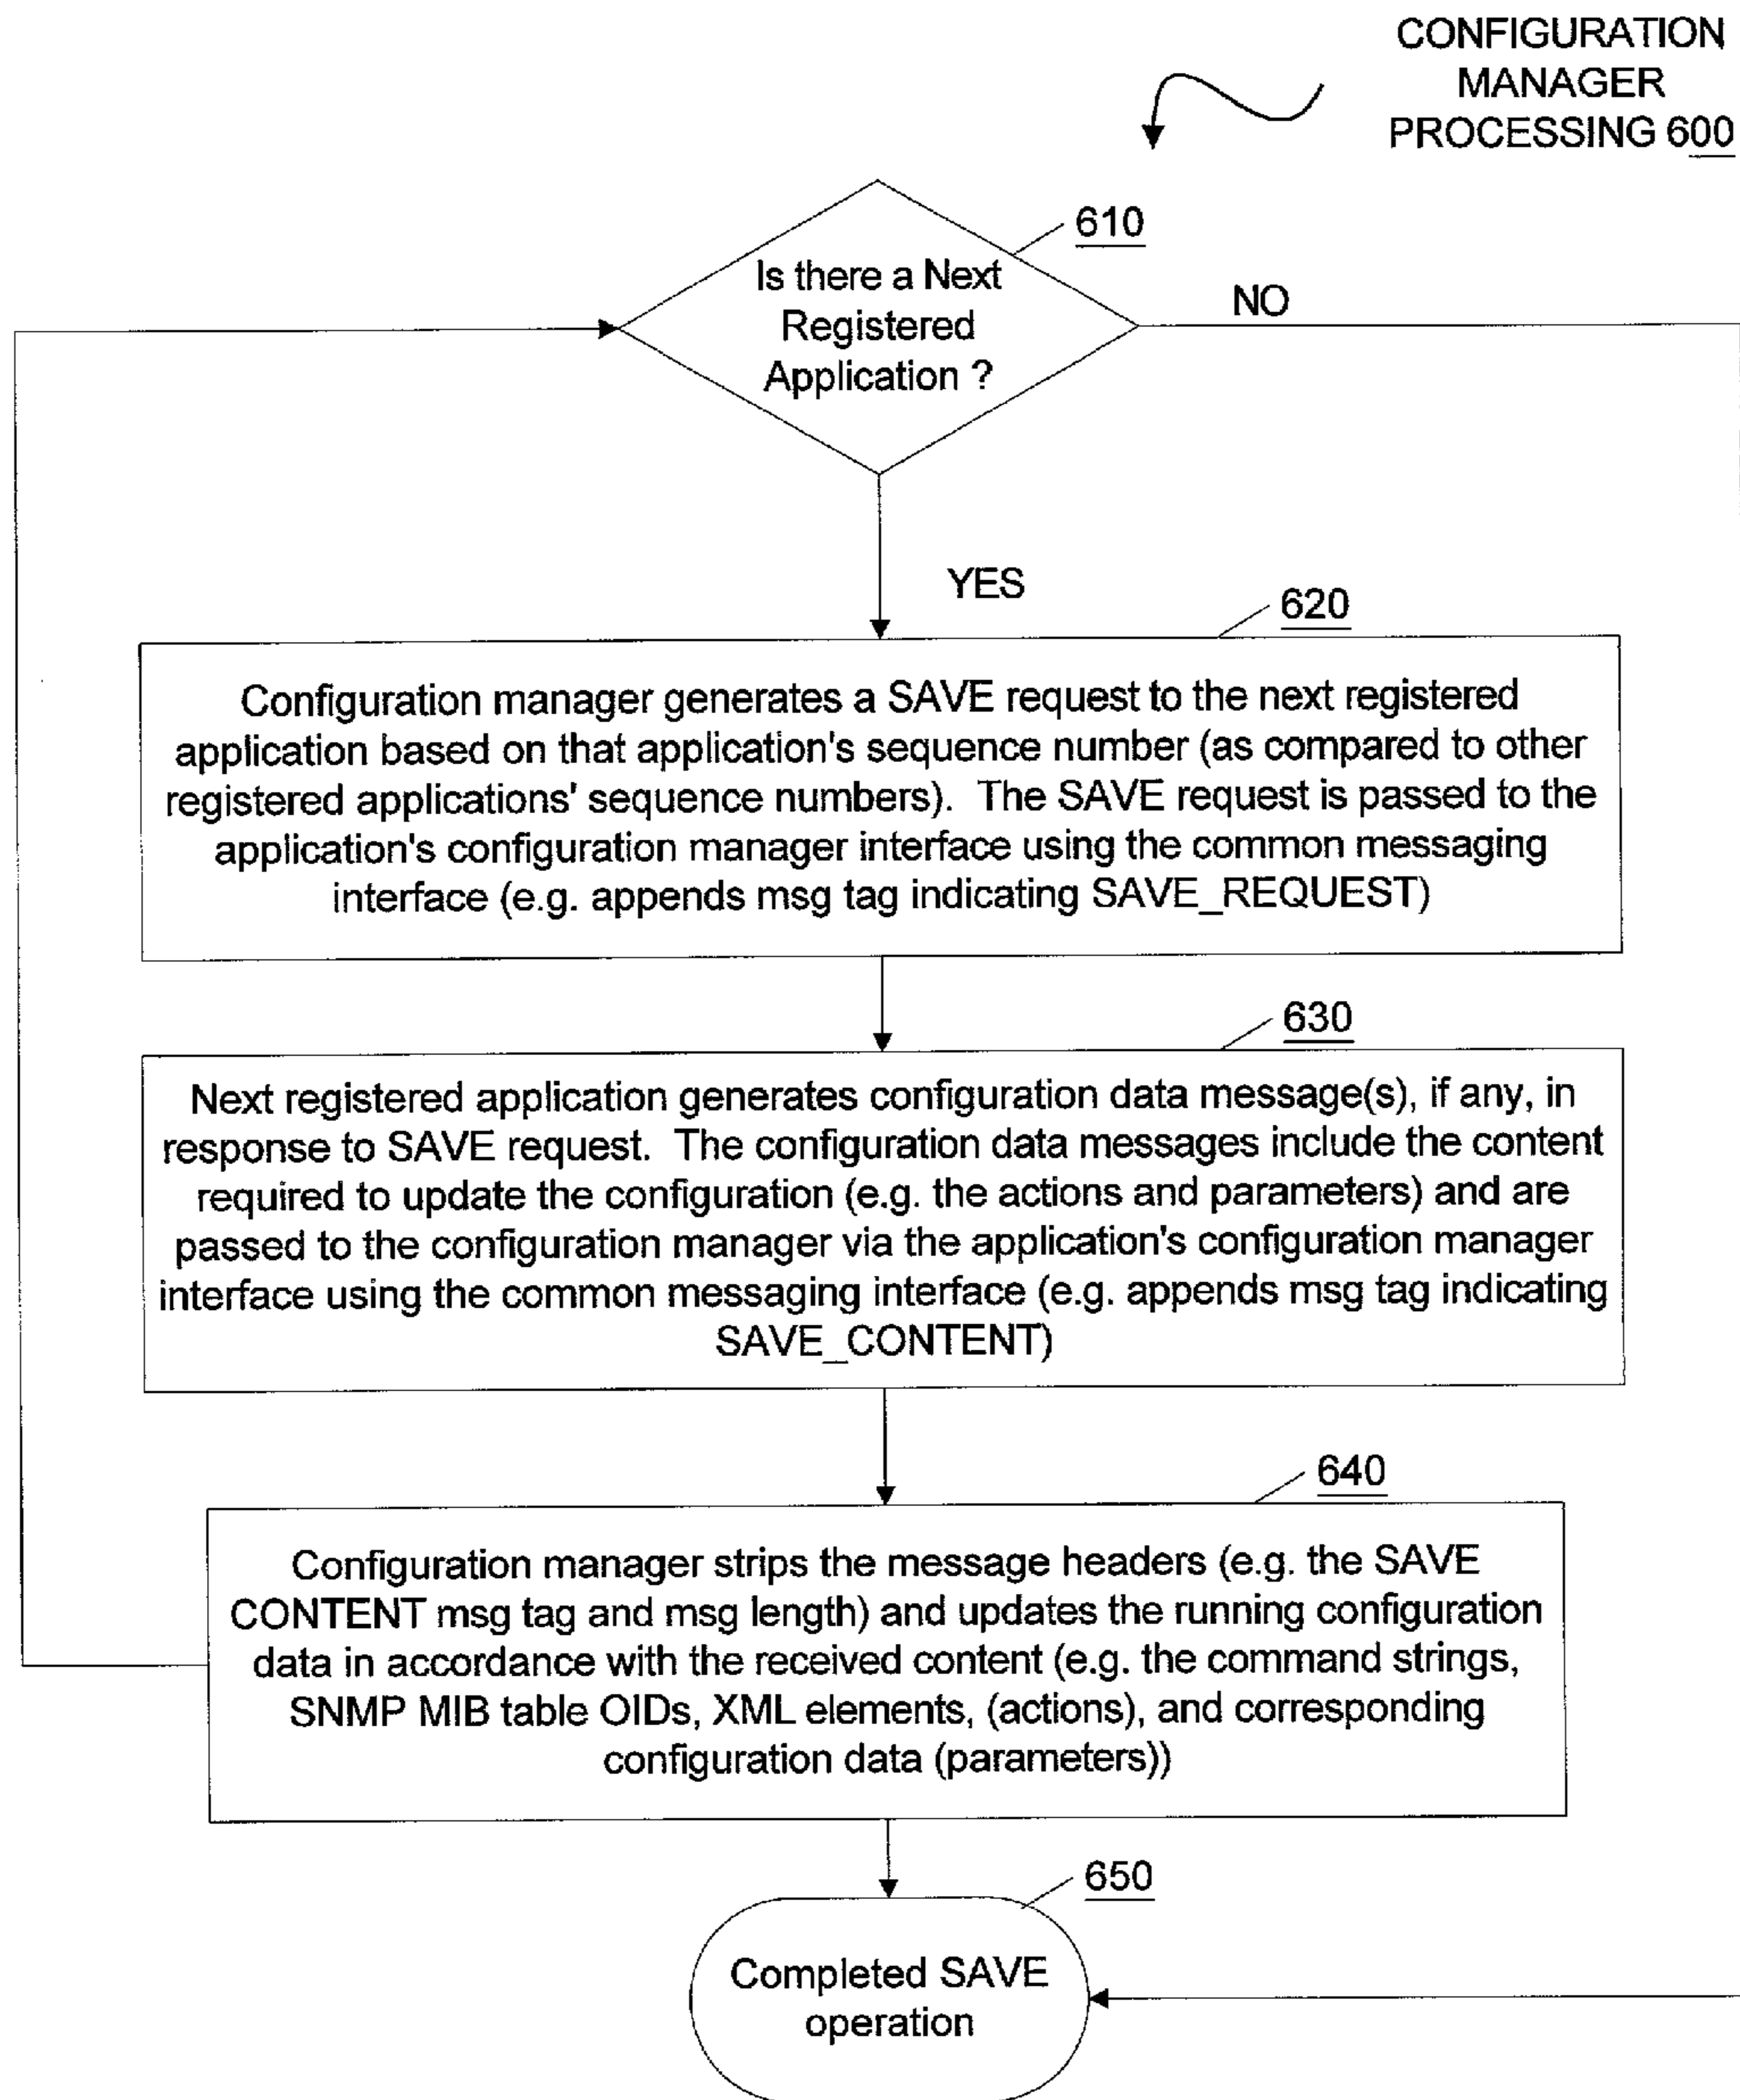 CONFIGURATION
MANAGER
PROCESSING 600
610
Is there a Next
Registered
Application ?
NO
YES
620
Configuration manager generates a SAVE request to the next registered
application based on that application's sequence number (as compared to other
registered applications' sequence numbers). The SAVE request is passed to the
application's configuration manager interface using the common messaging
interface (e.g. appends msg tag indicating SAVE_REQUEST)
630
Next registered application generates configuration data message(s), if any, in
response to SAVE request. The configuration data messages include the content
required to update the configuration (e.g. the actions and parameters) and are
passed to the configuration manager via the application's configuration manager
interface using the common messaging interface (e.g. appends msg tag indicating
SAVE_CONTENT)
640
Configuration manager strips the message headers (e.g. the SAVE
CONTENT msg tag and msg length) and updates the running configuration
data in accordance with the received content (e.g. the command strings,
SNMP MIB table OIDs, XML elements, (actions), and corresponding
configuration data (parameters))
650
Completed SAVE
operation